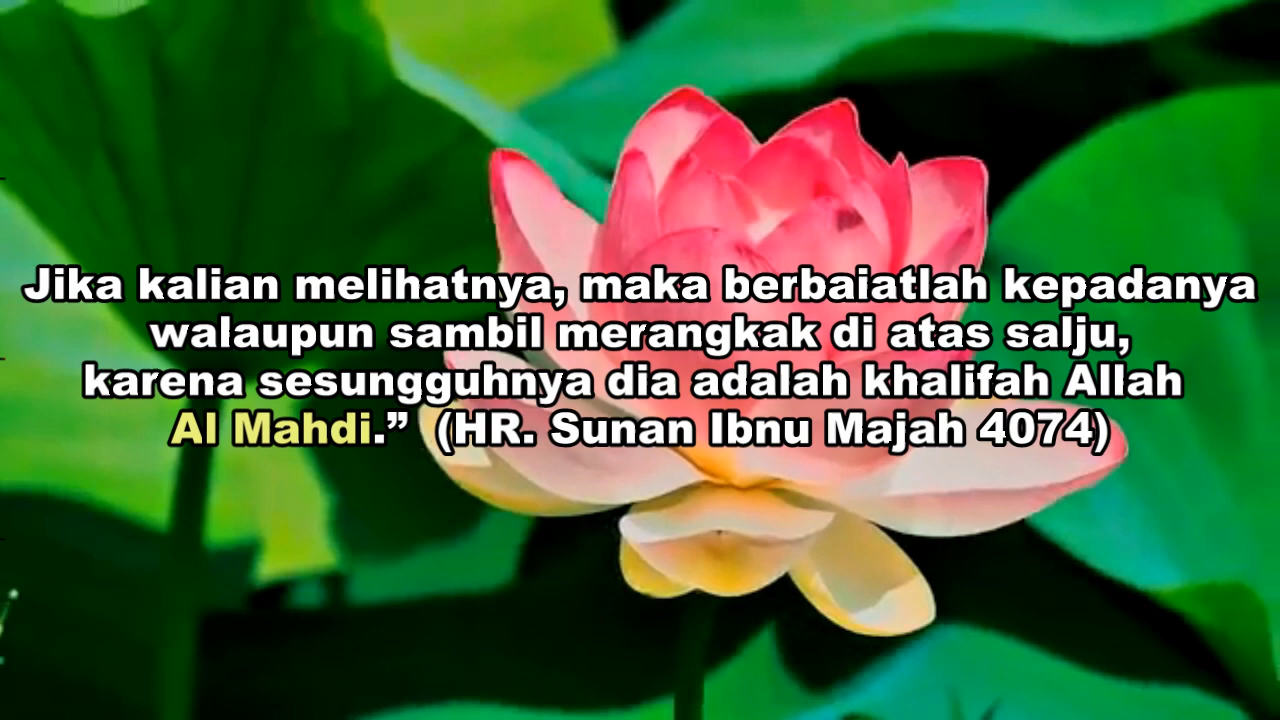 Jika kalian melihatnya, maka berbaiatlah kepadanya
walaupun sambil merangkak di atas salju,
karena sesungguhnya dia adalah khalifah Allah
Al Mahdi.”  (HR. Sunan Ibnu Majah 4074)